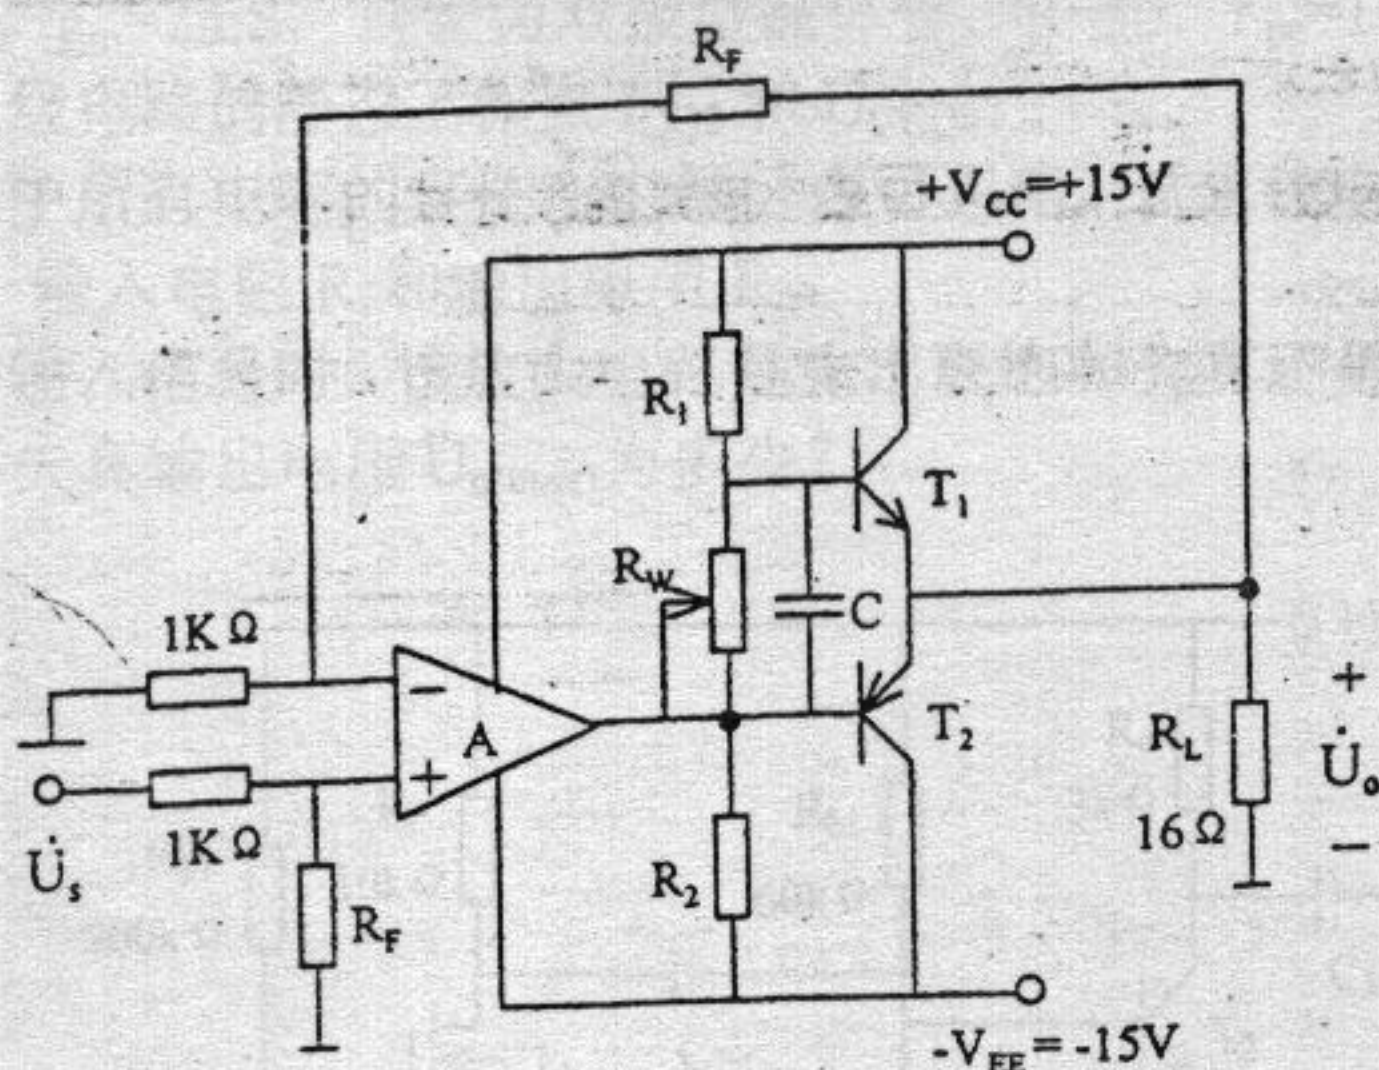 R_F
+V_CC=+15V
R_1
T_1
R_W
C
1KΩ
−
A
+
T_2
R_L
+
U̇_o
−
16Ω
1KΩ
U̇_s
R_2
R_F
-V_EE= -15V